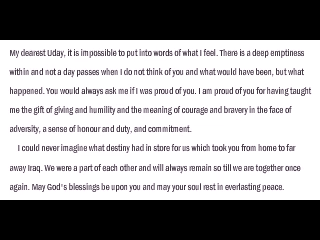 My dearest Uday, it is impossible to put into words of what I feel. There is a deep emptiness
within and not a day passes when I do not think of you and what would have been, but what
happened. You would always ask me if I was proud of you. I am proud of you for having taught
me the gift of giving and humility and the meaning of courage and bravery in the face of
adversity, a sense of honour and duty, and commitment.
I could never imagine what destiny had in store for us which took you from home to far
away Iraq. We were a part of each other and will always remain so till we are together once
again. May God's blessings be upon you and may your soul rest in everlasting peace.